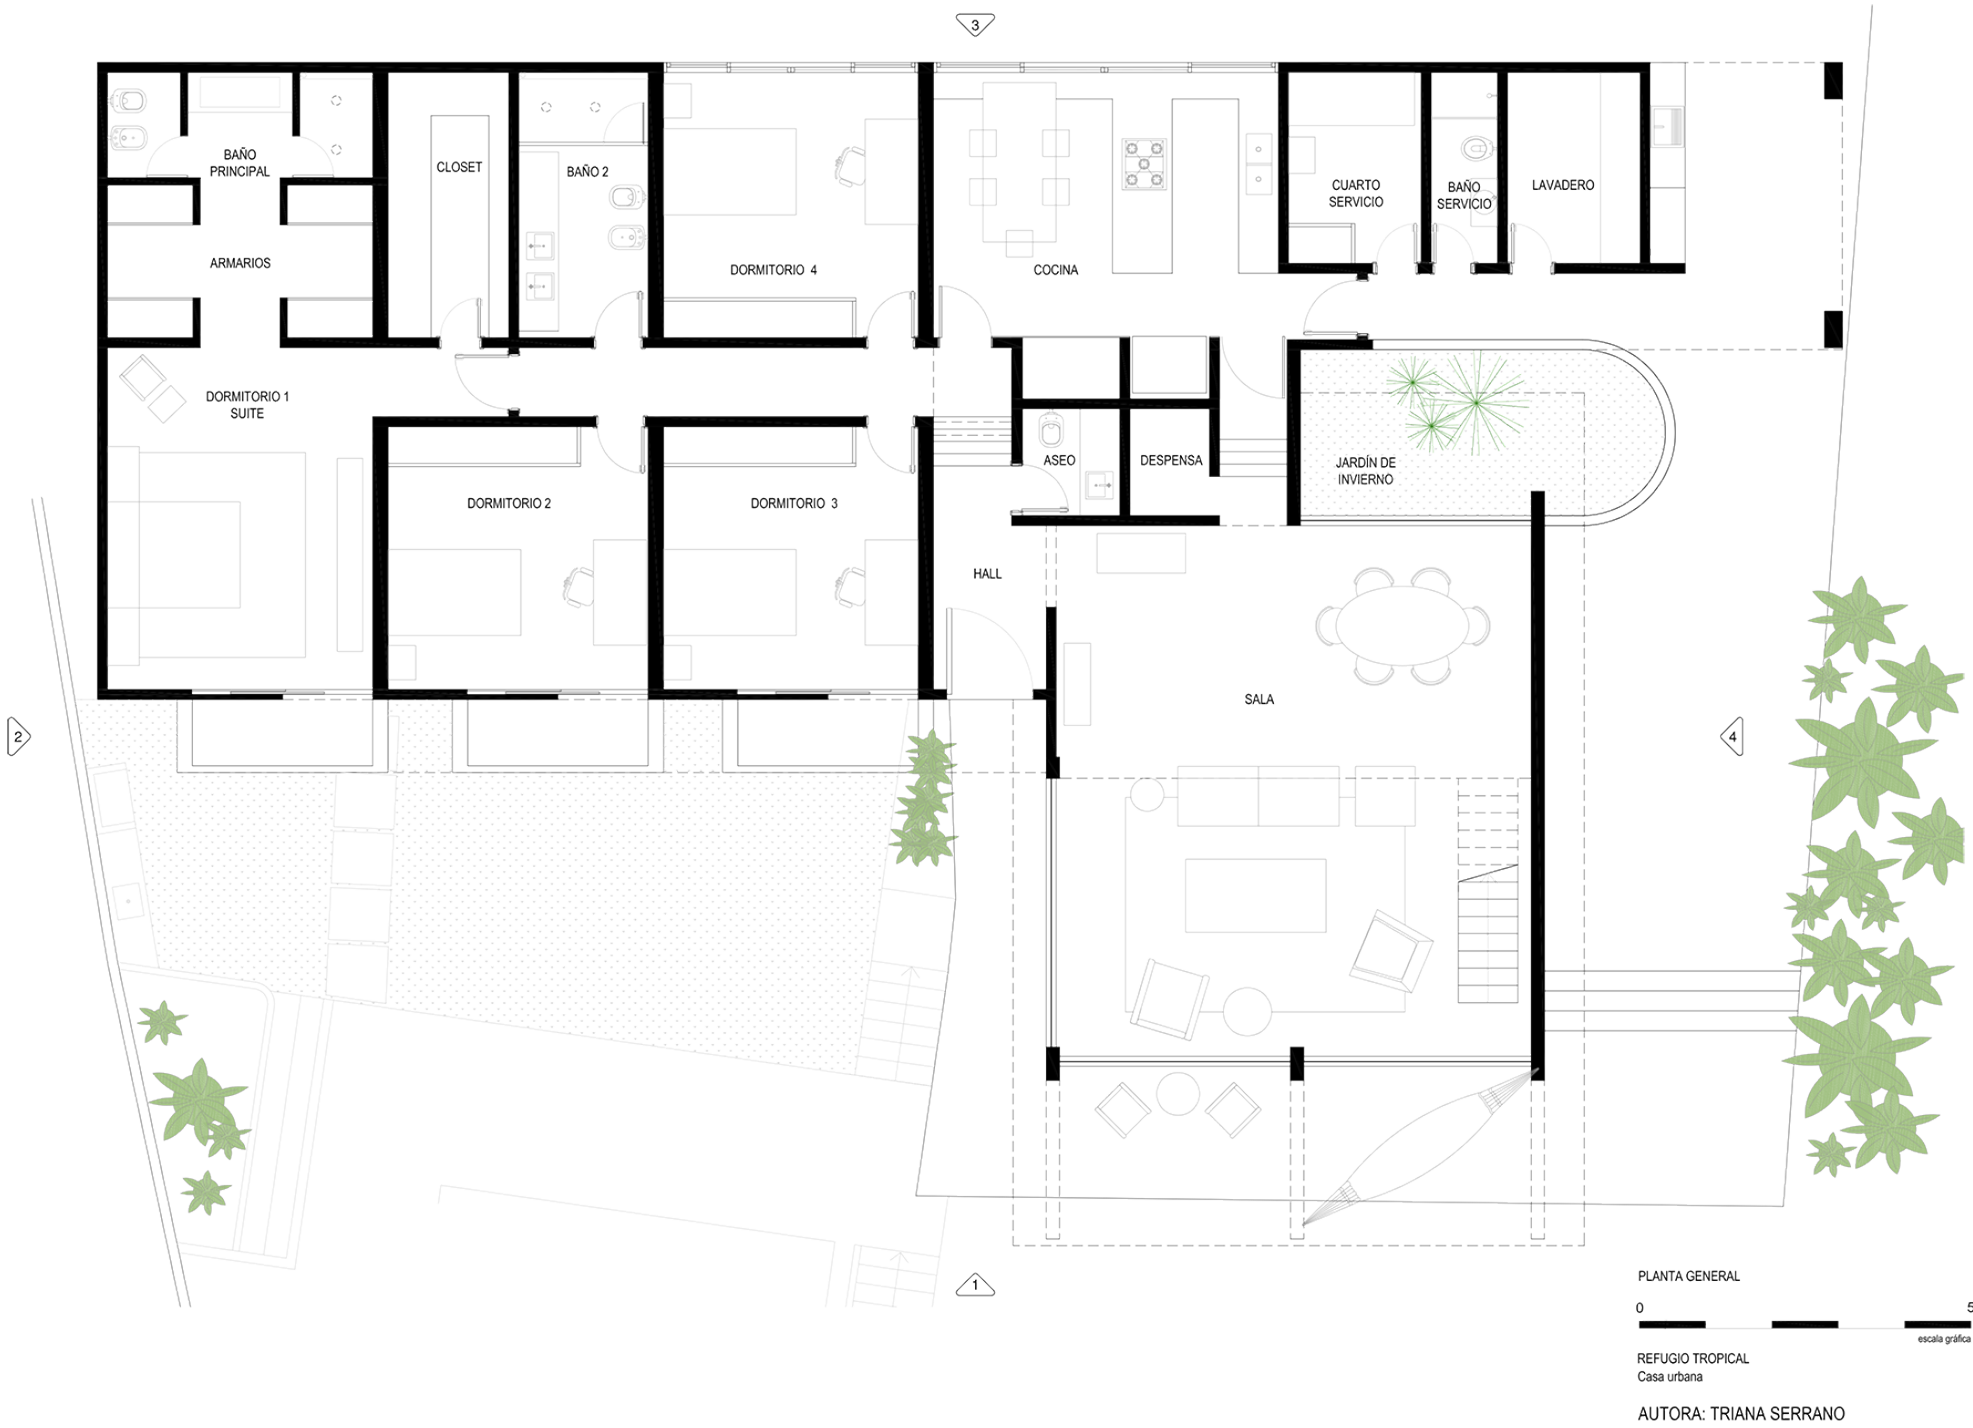 3
BAÑO
PRINCIPAL
CLOSET
BAÑO 2
DORMITORIO 4
COCINA
CUARTO
SERVICIO
BAÑO
SERVICIO
LAVADERO
ARMARIOS
DORMITORIO 1
SUITE
DORMITORIO 2
DORMITORIO 3
ASEO
DESPENSA
JARDÍN DE
INVIERNO
HALL
SALA
2
4
1
PLANTA GENERAL
0 5
escala gráfica
REFUGIO TROPICAL
Casa urbana
AUTORA: TRIANA SERRANO